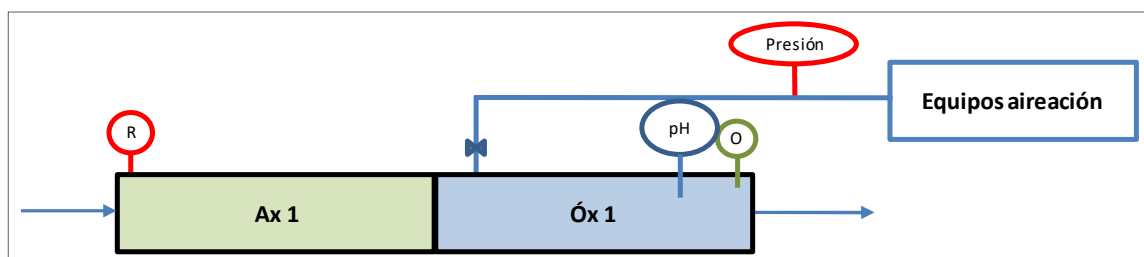 Presión
Equipos aireación
R
pH
O
Ax 1
Óx 1